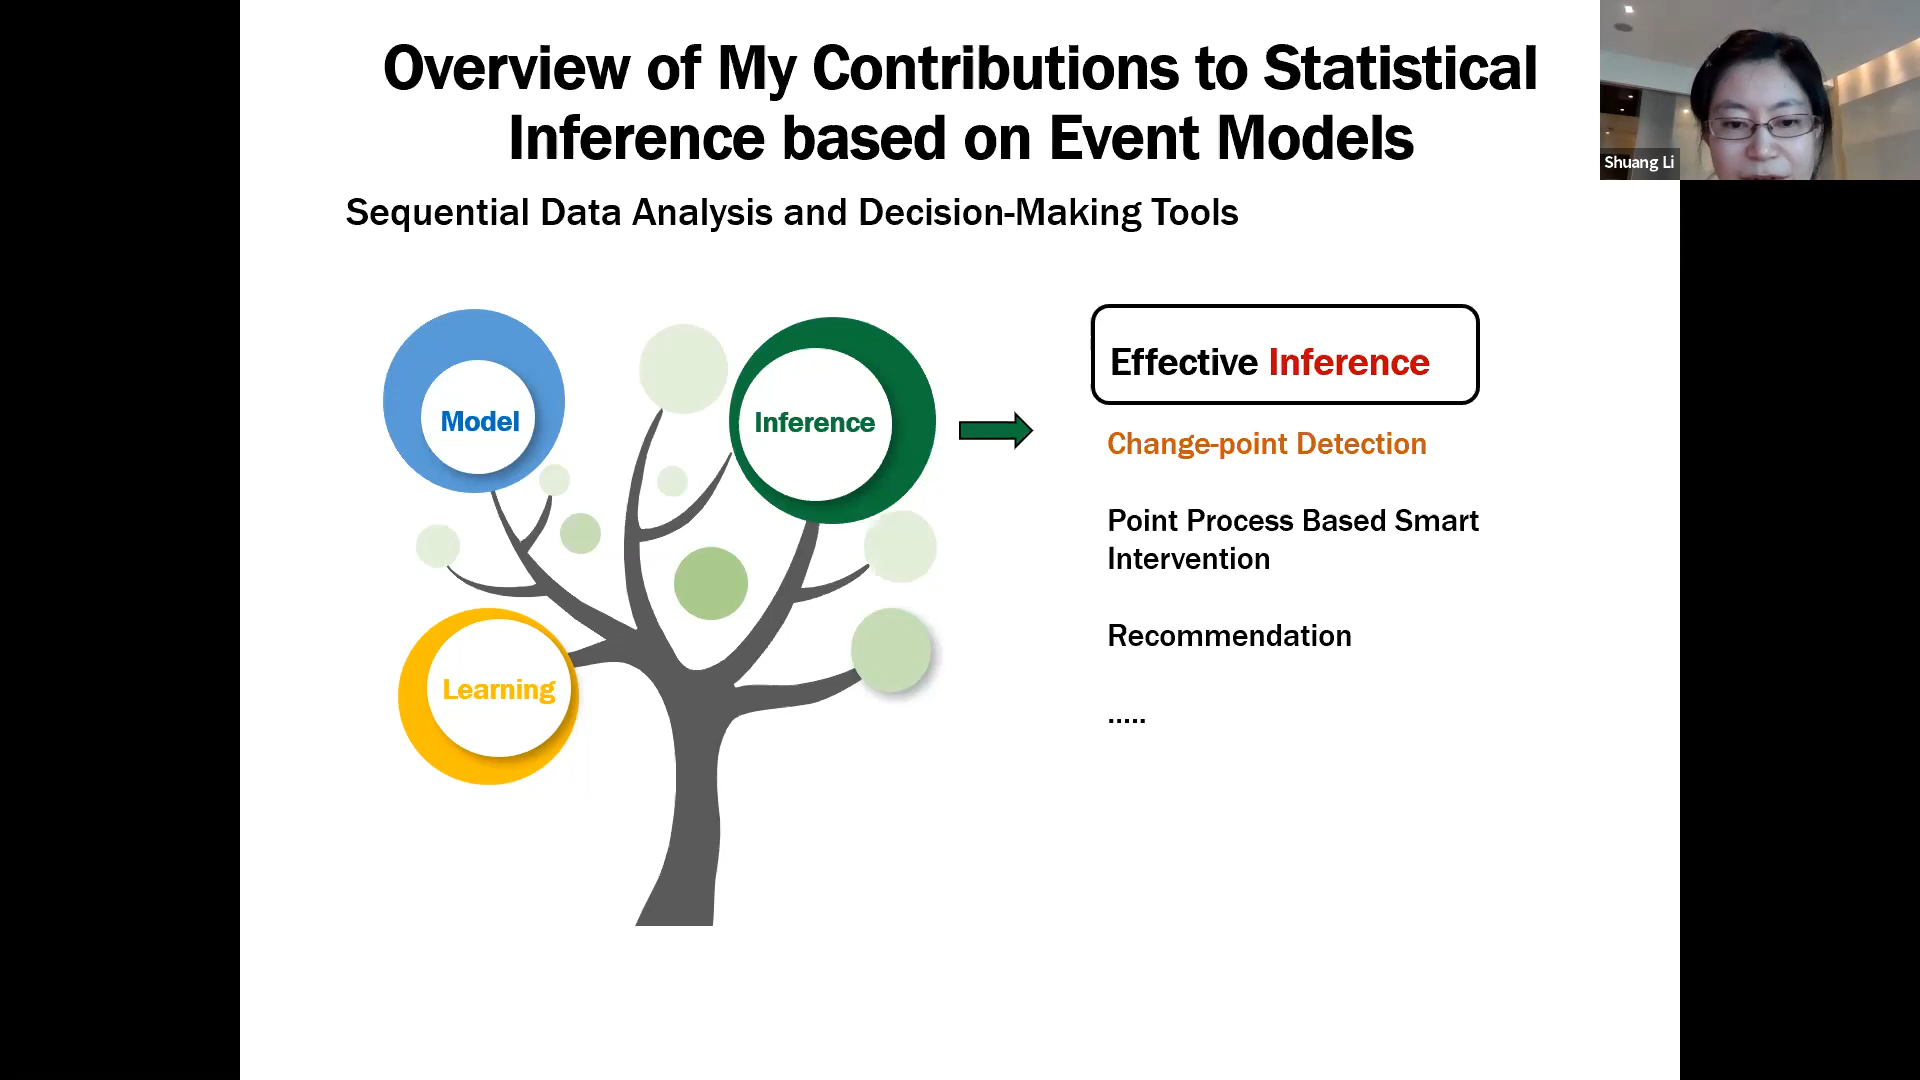 Overview of My Contributions to Statistical
Inference based on Event Models
Shuang Li
Sequential Data Analysis and Decision-Making Tools
Model
Inference
Learning
Effective Inference
Change-point Detection
Point Process Based Smart
Intervention
Recommendation
.....